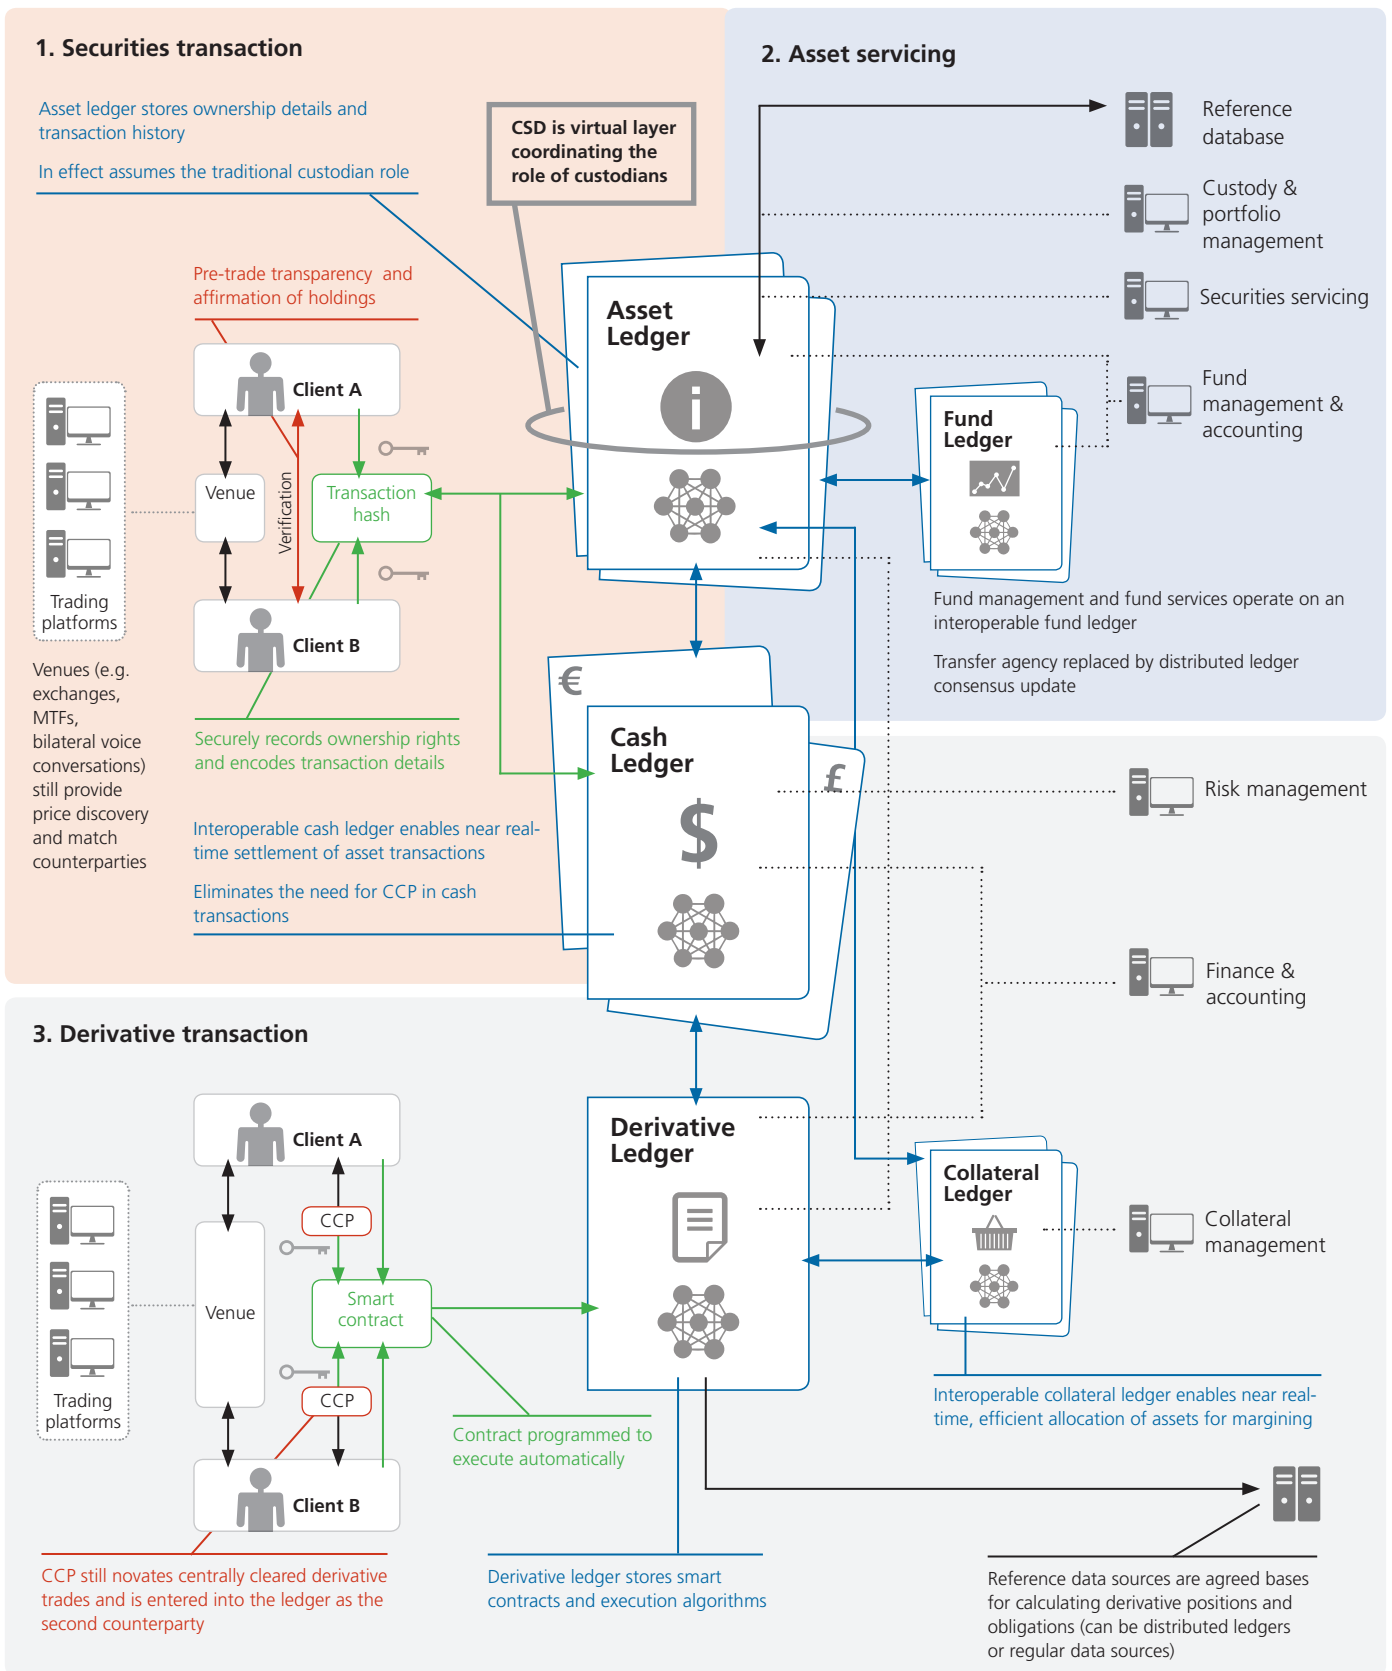 1. Securities transaction
Asset ledger stores ownership details and
transaction history
In effect assumes the traditional custodian role
CSD is virtual layer
coordinating the
role of custodians
Pre-trade transparency and
affirmation of holdings
Client A
Venue
Verification
Transaction
hash
Trading
platforms
Client B
Venues (e.g.
exchanges,
MTFs,
bilateral voice
conversations)
still provide
price discovery
and match
counterparties
Securely records ownership rights
and encodes transaction details
Interoperable cash ledger enables near real-
time settlement of asset transactions
Eliminates the need for CCP in cash
transactions
Asset
Ledger
i
€
Cash
Ledger
£
$
2. Asset servicing
Reference
database
Custody &
portfolio
management
Securities servicing
Fund
management &
accounting
Fund
Ledger
Fund management and fund services operate on an
interoperable fund ledger
Transfer agency replaced by distributed ledger
consensus update
Risk management
Finance &
accounting
Collateral
management
3. Derivative transaction
Client A
CCP
Venue
Smart
contract
CCP
Trading
platforms
Client B
Contract programmed to
execute automatically
CCP still novates centrally cleared derivative
trades and is entered into the ledger as the
second counterparty
Derivative
Ledger
Derivative ledger stores smart
contracts and execution algorithms
Collateral
Ledger
Interoperable collateral ledger enables near real-
time, efficient allocation of assets for margining
Reference data sources are agreed bases
for calculating derivative positions and
obligations (can be distributed ledgers
or regular data sources)